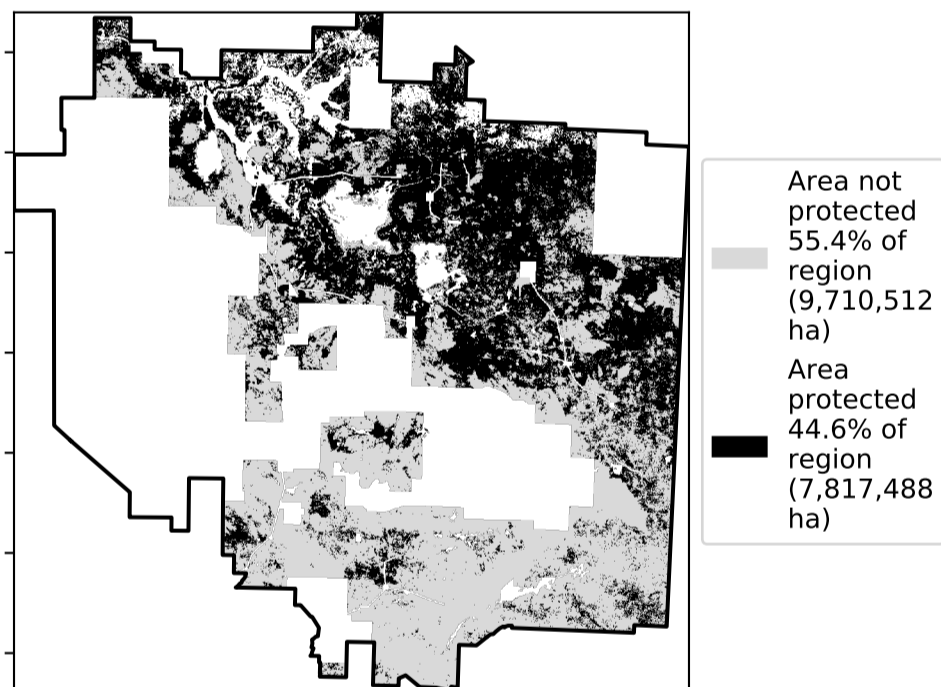 Area not
protected
55.4% of
region
(9,710,512
ha)
Area
protected
44.6% of
region
(7,817,488
ha)